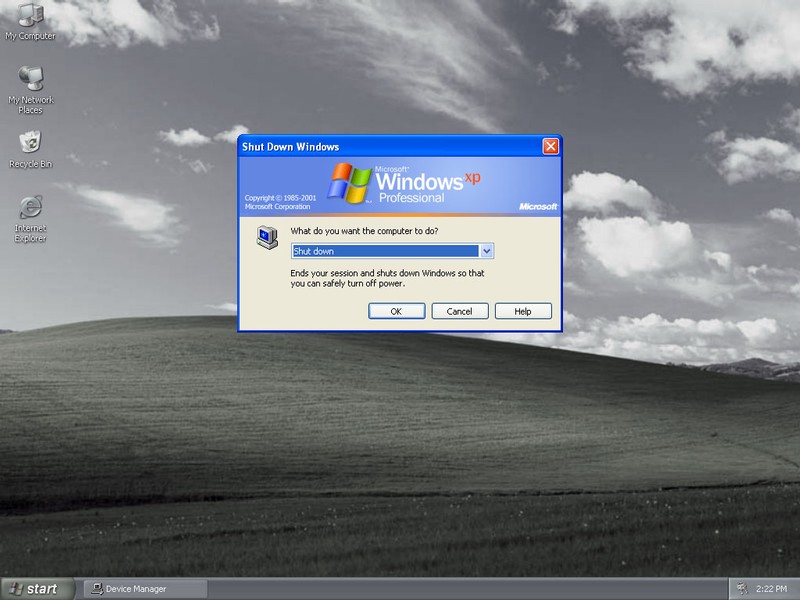 My Computer
My Network
Places
Recycle Bin
Internet
Explorer
Shut Down Windows
Copyright © 1985-2001
Microsoft Corporation
Microsoft®
Windows xp
Professional
Microsoft
What do you want the computer to do?
Shut down
Ends your session and shuts down Windows so that
you can safely turn off power.
OK
Cancel
Help
start
Device Manager
2:22 PM